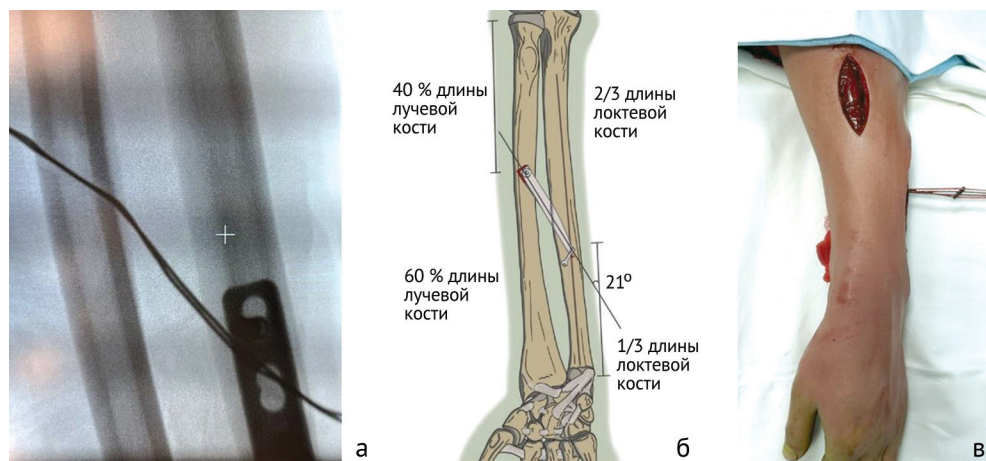 40 % длины
лучевой
кости
2/3 длины
локтевой
кости
60 % длины
лучевой
кости
21º
1/3 длины
локтевой
кости
а
б
в